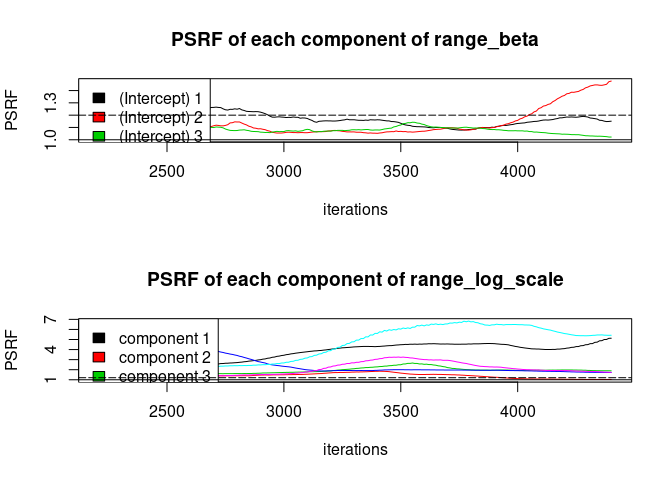 PSRF of each component of range_beta
PSRF
1.0 1.3
(Intercept) 1
(Intercept) 2
(Intercept) 3
2500 3000 3500 4000
iterations
PSRF of each component of range_log_scale
PSRF
1 4 7
component 1
component 2
component 3
2500 3000 3500 4000
iterations